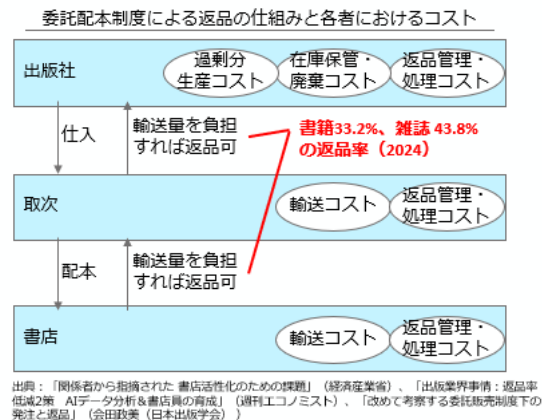 委託配本制度による返品の仕組みと各者におけるコスト
出版社
過剰分
生産コスト
在庫保管・
廃棄コスト
返品管理・
処理コスト
仕入
輸送量を負担
すれば返品可
書籍33.2%、雑誌 43.8%
の返品率（2024）
取次
輸送コスト
返品管理・
処理コスト
配本
輸送量を負担
すれば返品可
書店
輸送コスト
返品管理・
処理コスト
出典：「関係者から指摘された 書店活性化のための課題」（経済産業省）、「出版業界事情：返品率
低減2策　AIデータ分析＆書店員の育成」（週刊エコノミスト）、「改めて考察する委託販売制度下の
発注と返品」（会田政美（日本出版学会））